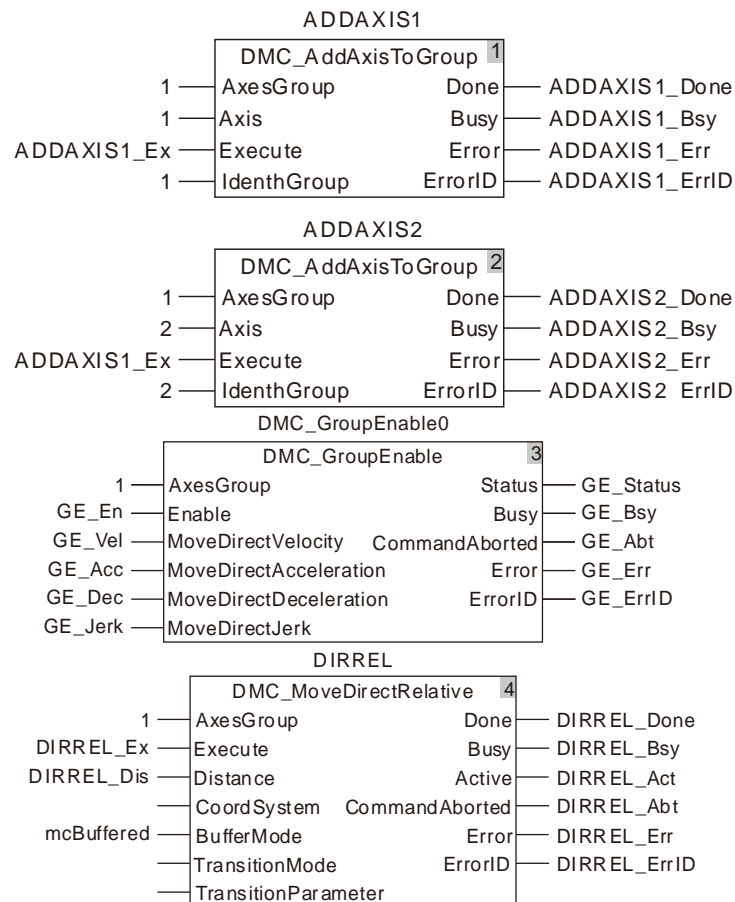 ADDAXIS1
DMC_AddAxisToGroup 1
1 AxesGroup Done ADDAXIS1_Done
1 Axis Busy ADDAXIS1_Bsy
ADDAXIS1_Ex Execute Error ADDAXIS1_Err
1 IdenthGroup ErrorID ADDAXIS1_ErrID
ADDAXIS2
DMC_AddAxisToGroup 2
1 AxesGroup Done ADDAXIS2_Done
2 Axis Busy ADDAXIS2_Bsy
ADDAXIS1_Ex Execute Error ADDAXIS2_Err
2 IdenthGroup ErrorID ADDAXIS2 ErrID
DMC_GroupEnable0
DMC_GroupEnable 3
1 AxesGroup Status GE_Status
GE_En Enable Busy GE_Bsy
GE_Vel MoveDirectVelocity CommandAborted GE_Abt
GE_Acc MoveDirectAcceleration Error GE_Err
GE_Dec MoveDirectDeceleration ErrorID GE_ErrID
GE_Jerk MoveDirectJerk
DIRREL
DMC_MoveDirectRelative 4
1 AxesGroup Done DIRREL_Done
DIRREL_Ex Execute Busy DIRREL_Bsy
DIRREL_Dis Distance Active DIRREL_Act
CoordSystem CommandAborted DIRREL_Abt
mcBuffered BufferMode Error DIRREL_Err
TransitionMode ErrorID DIRREL_ErrID
TransitionParameter